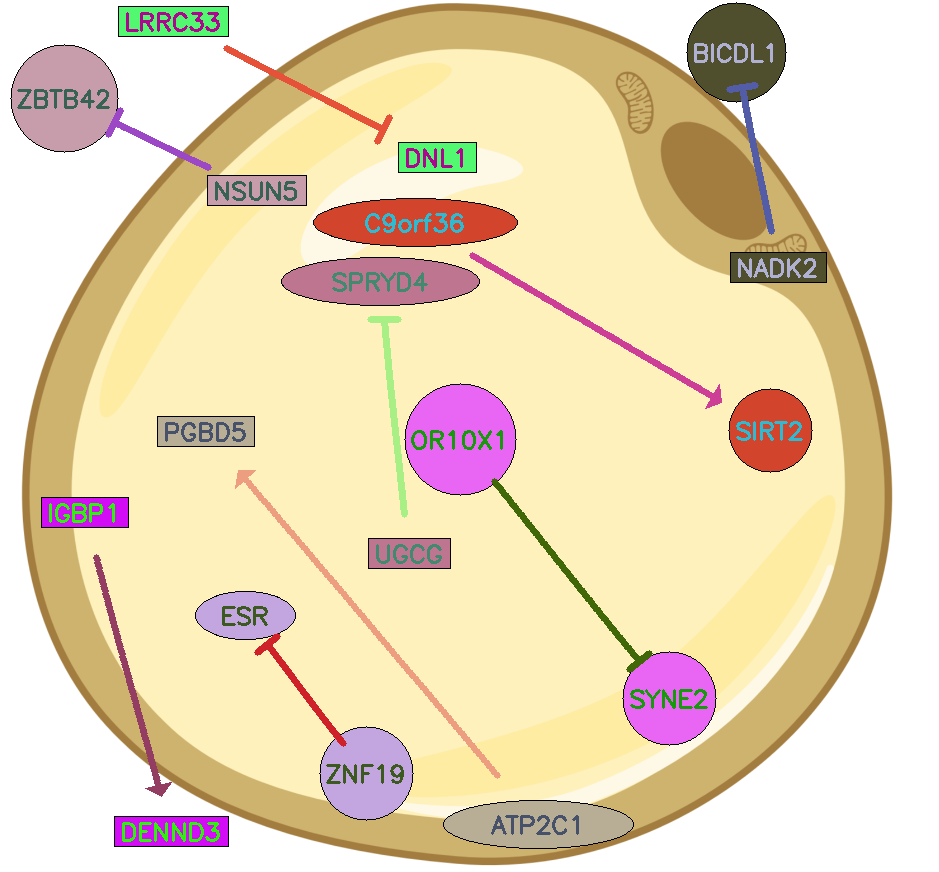 LRRC33
BICDL1
ZBTB42
DNL1
NSUN5
C9orf36
NADK2
SPRYD4
PGBD5
OR10X1
SIRT2
IGBP1
UGCG
ESR
SYNE2
ZNF19
ATP2C1
DENND3